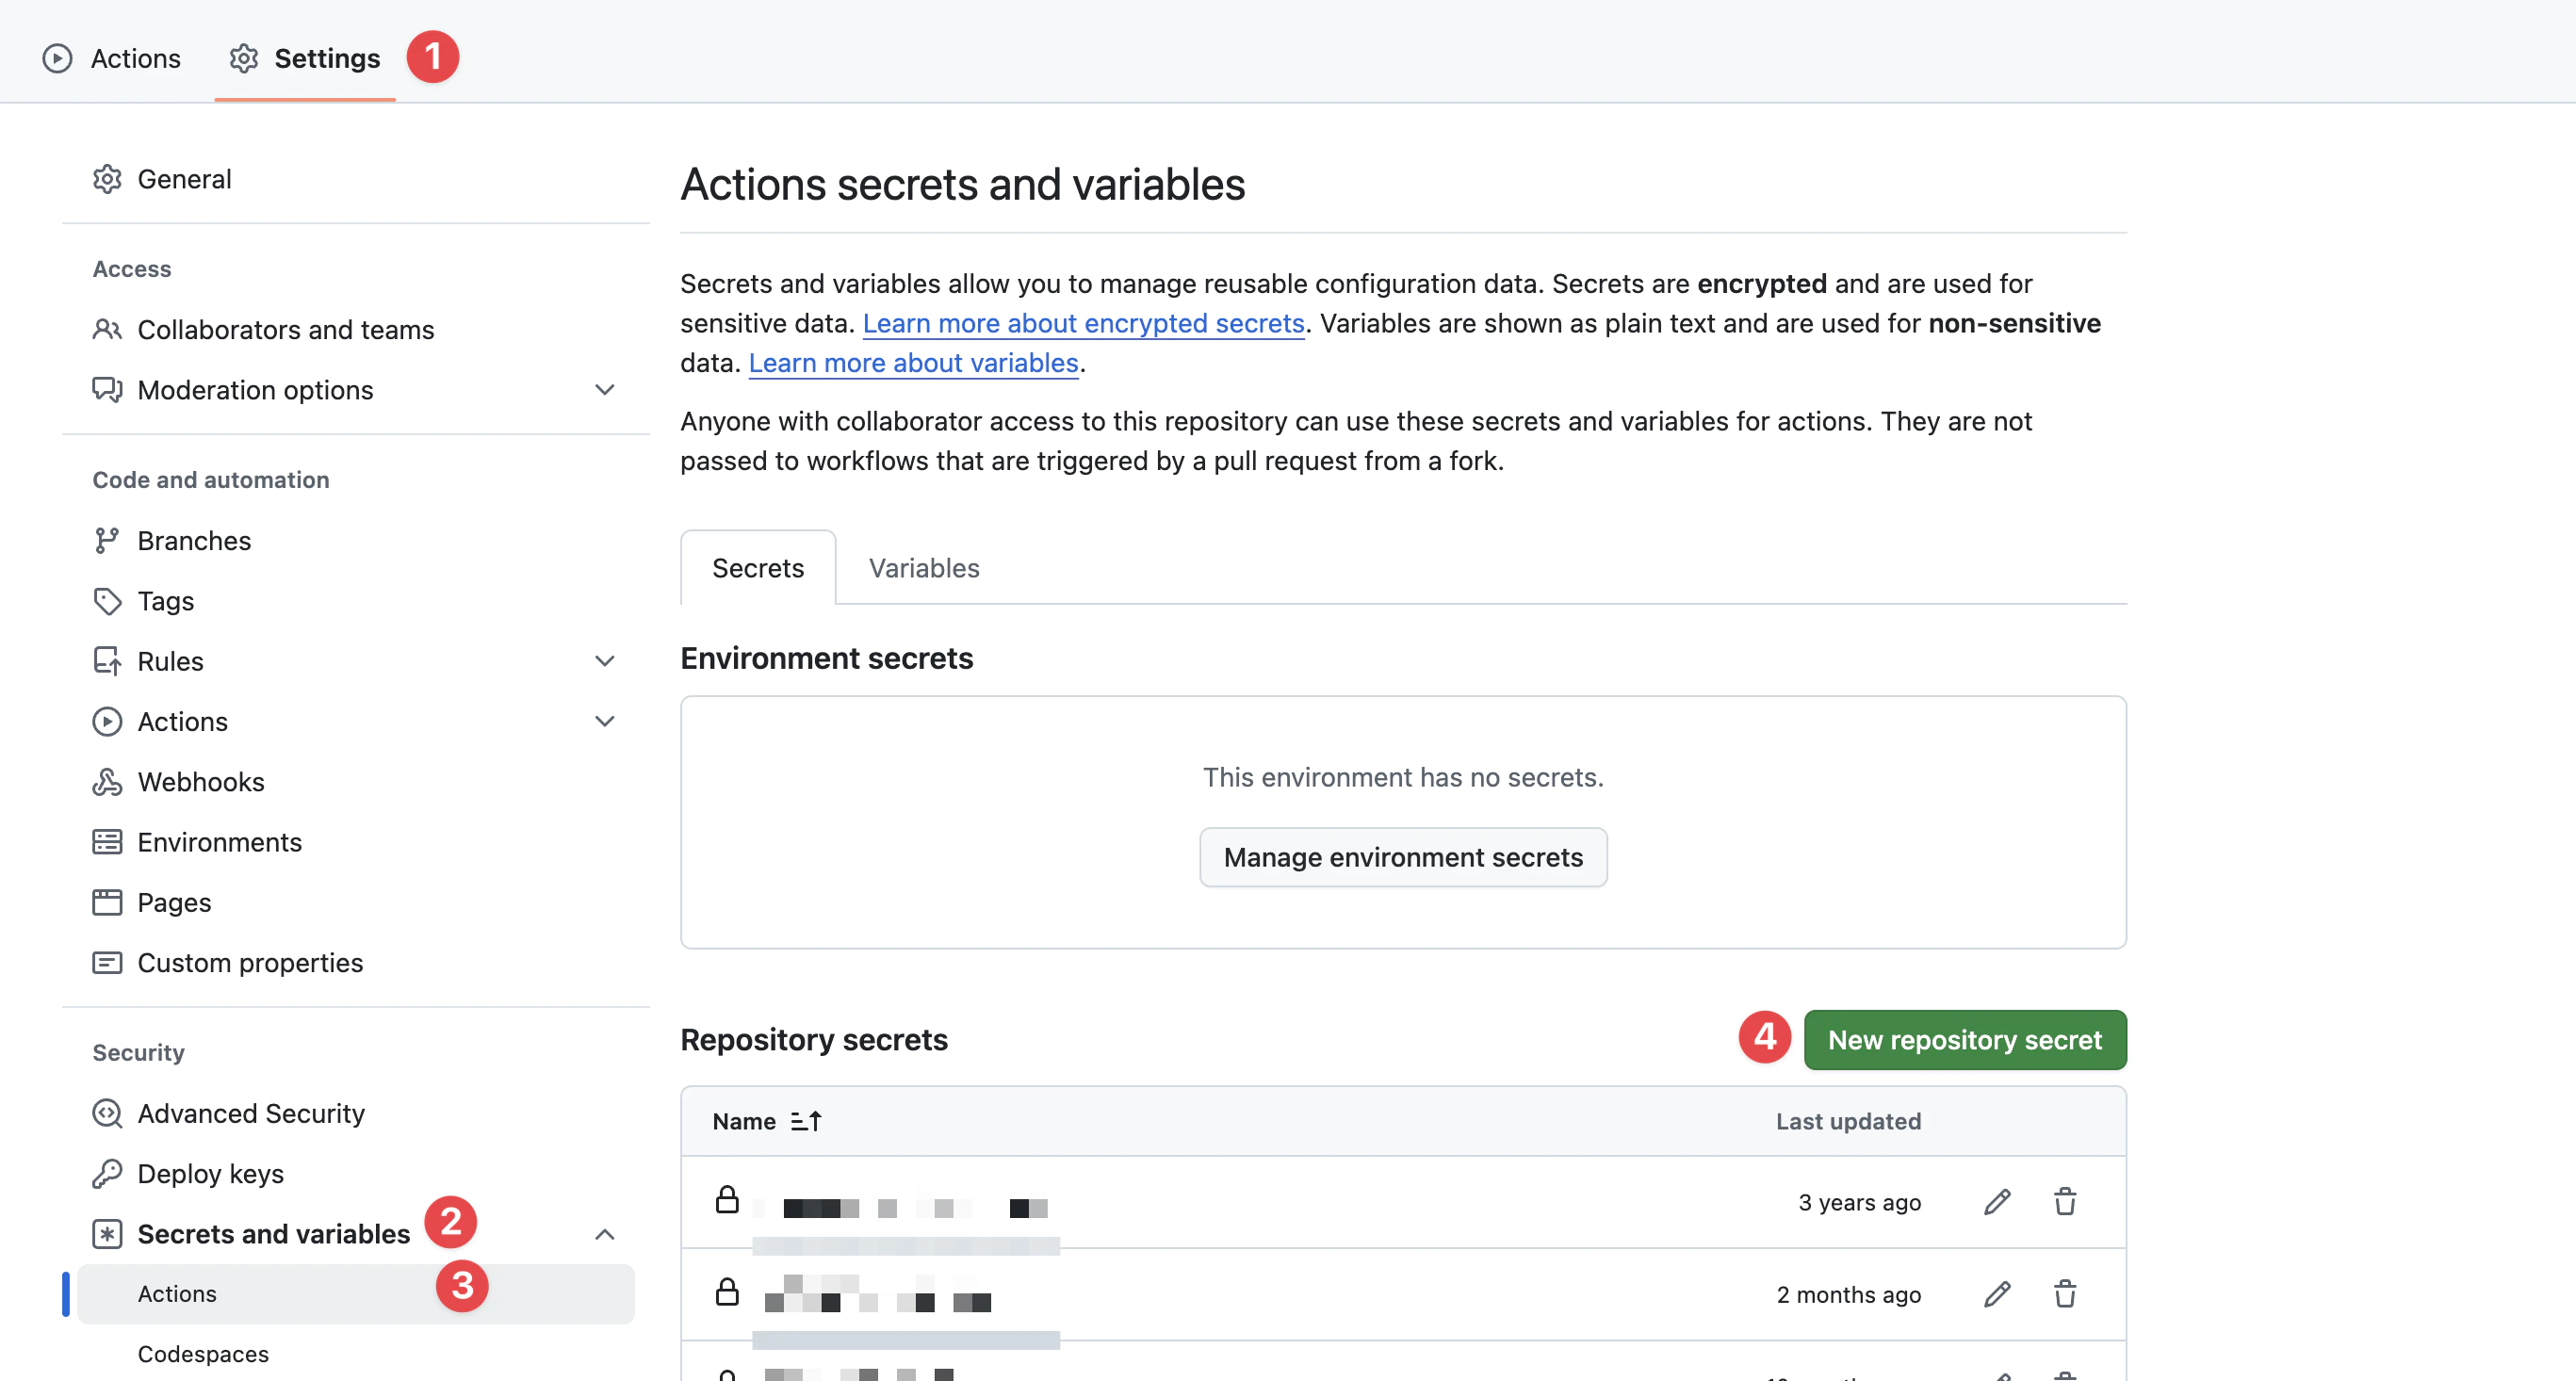 Actions
Settings
1
General
Access
Collaborators and teams
Moderation options
Code and automation
Branches
Tags
Rules
Actions
Webhooks
Environments
Pages
Custom properties
Security
Advanced Security
Deploy keys
Secrets and variables
2
Actions
3
Codespaces
Actions secrets and variables
Secrets and variables allow you to manage reusable configuration data. Secrets are encrypted and are used for
sensitive data. Learn more about encrypted secrets. Variables are shown as plain text and are used for non-sensitive
data. Learn more about variables.
Anyone with collaborator access to this repository can use these secrets and variables for actions. They are not
passed to workflows that are triggered by a pull request from a fork.
Secrets
Variables
Environment secrets
This environment has no secrets.
Manage environment secrets
Repository secrets
4
New repository secret
Name
Last updated
3 years ago
2 months ago